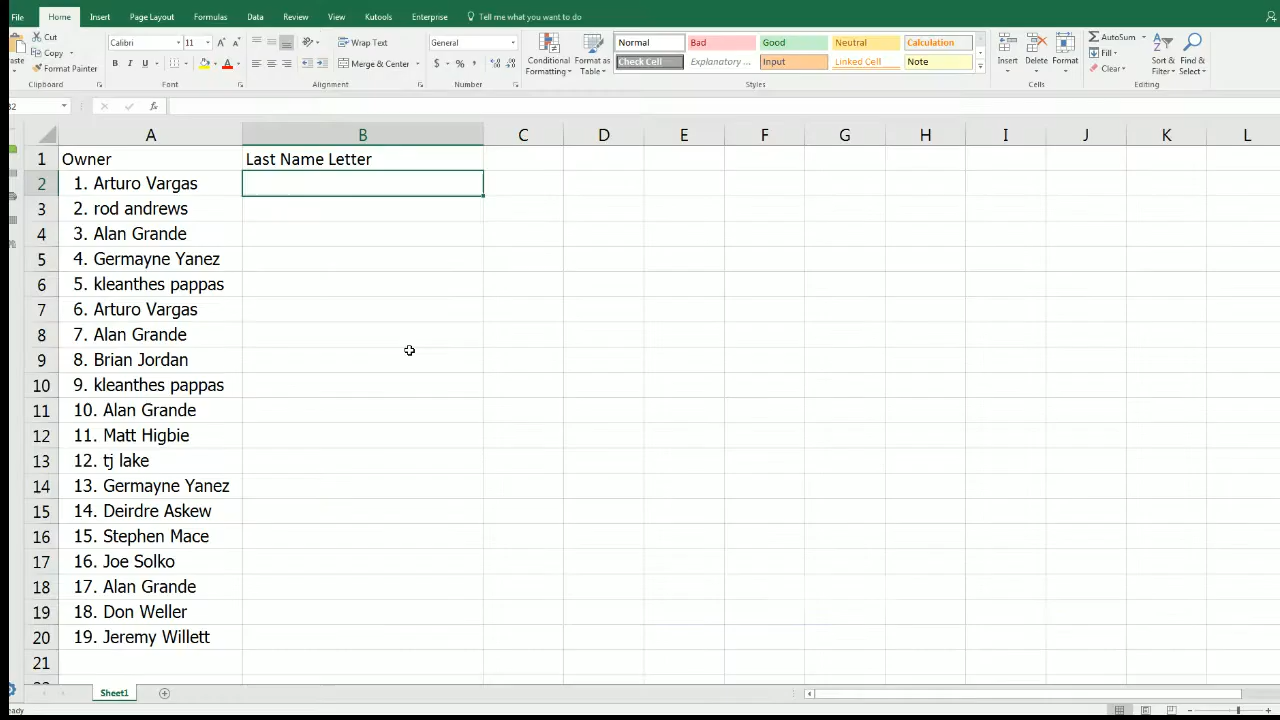 File Home Insert Page Layout Formulas Data Review View Kutools Enterprise Tell me what you want to do
Cut
Copy
Format Painter
Clipboard
Calibri 11
B I U
Font
Wrap Text
Merge & Center
Alignment
General
$ % ,
Number
Conditional Formatting
Format as Table
Normal Bad Good Neutral Calculation
Check Cell Explanatory ... Input Linked Cell Note
Styles
Insert Delete Format
Cells
AutoSum
Fill
Clear
Sort & Filter
Find & Select
Editing
fx
A B C D E F G H I J K L
1 Owner Last Name Letter
2 1. Arturo Vargas
3 2. rod andrews
4 3. Alan Grande
5 4. Germayne Yanez
6 5. kleanthes pappas
7 6. Arturo Vargas
8 7. Alan Grande
9 8. Brian Jordan
10 9. kleanthes pappas
11 10. Alan Grande
12 11. Matt Higbie
13 12. tj lake
14 13. Germayne Yanez
15 14. Deirdre Askew
16 15. Stephen Mace
17 16. Joe Solko
18 17. Alan Grande
19 18. Don Weller
20 19. Jeremy Willett
21
Sheet1